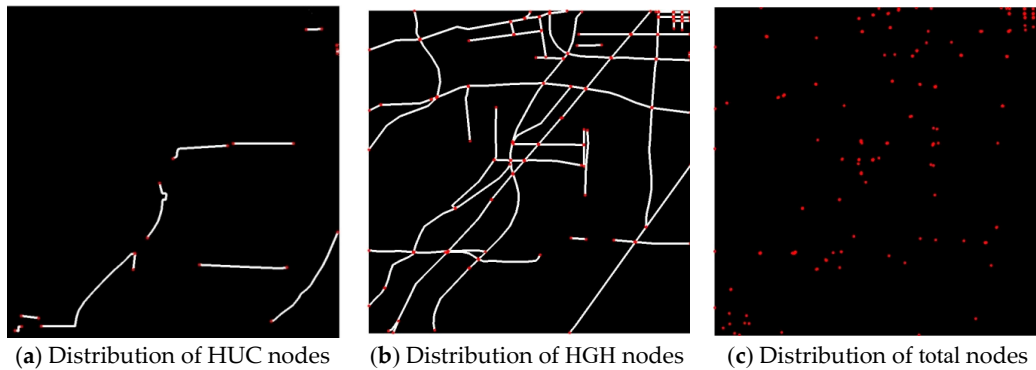 (a) Distribution of HUC nodes
(b) Distribution of HGH nodes
(c) Distribution of total nodes